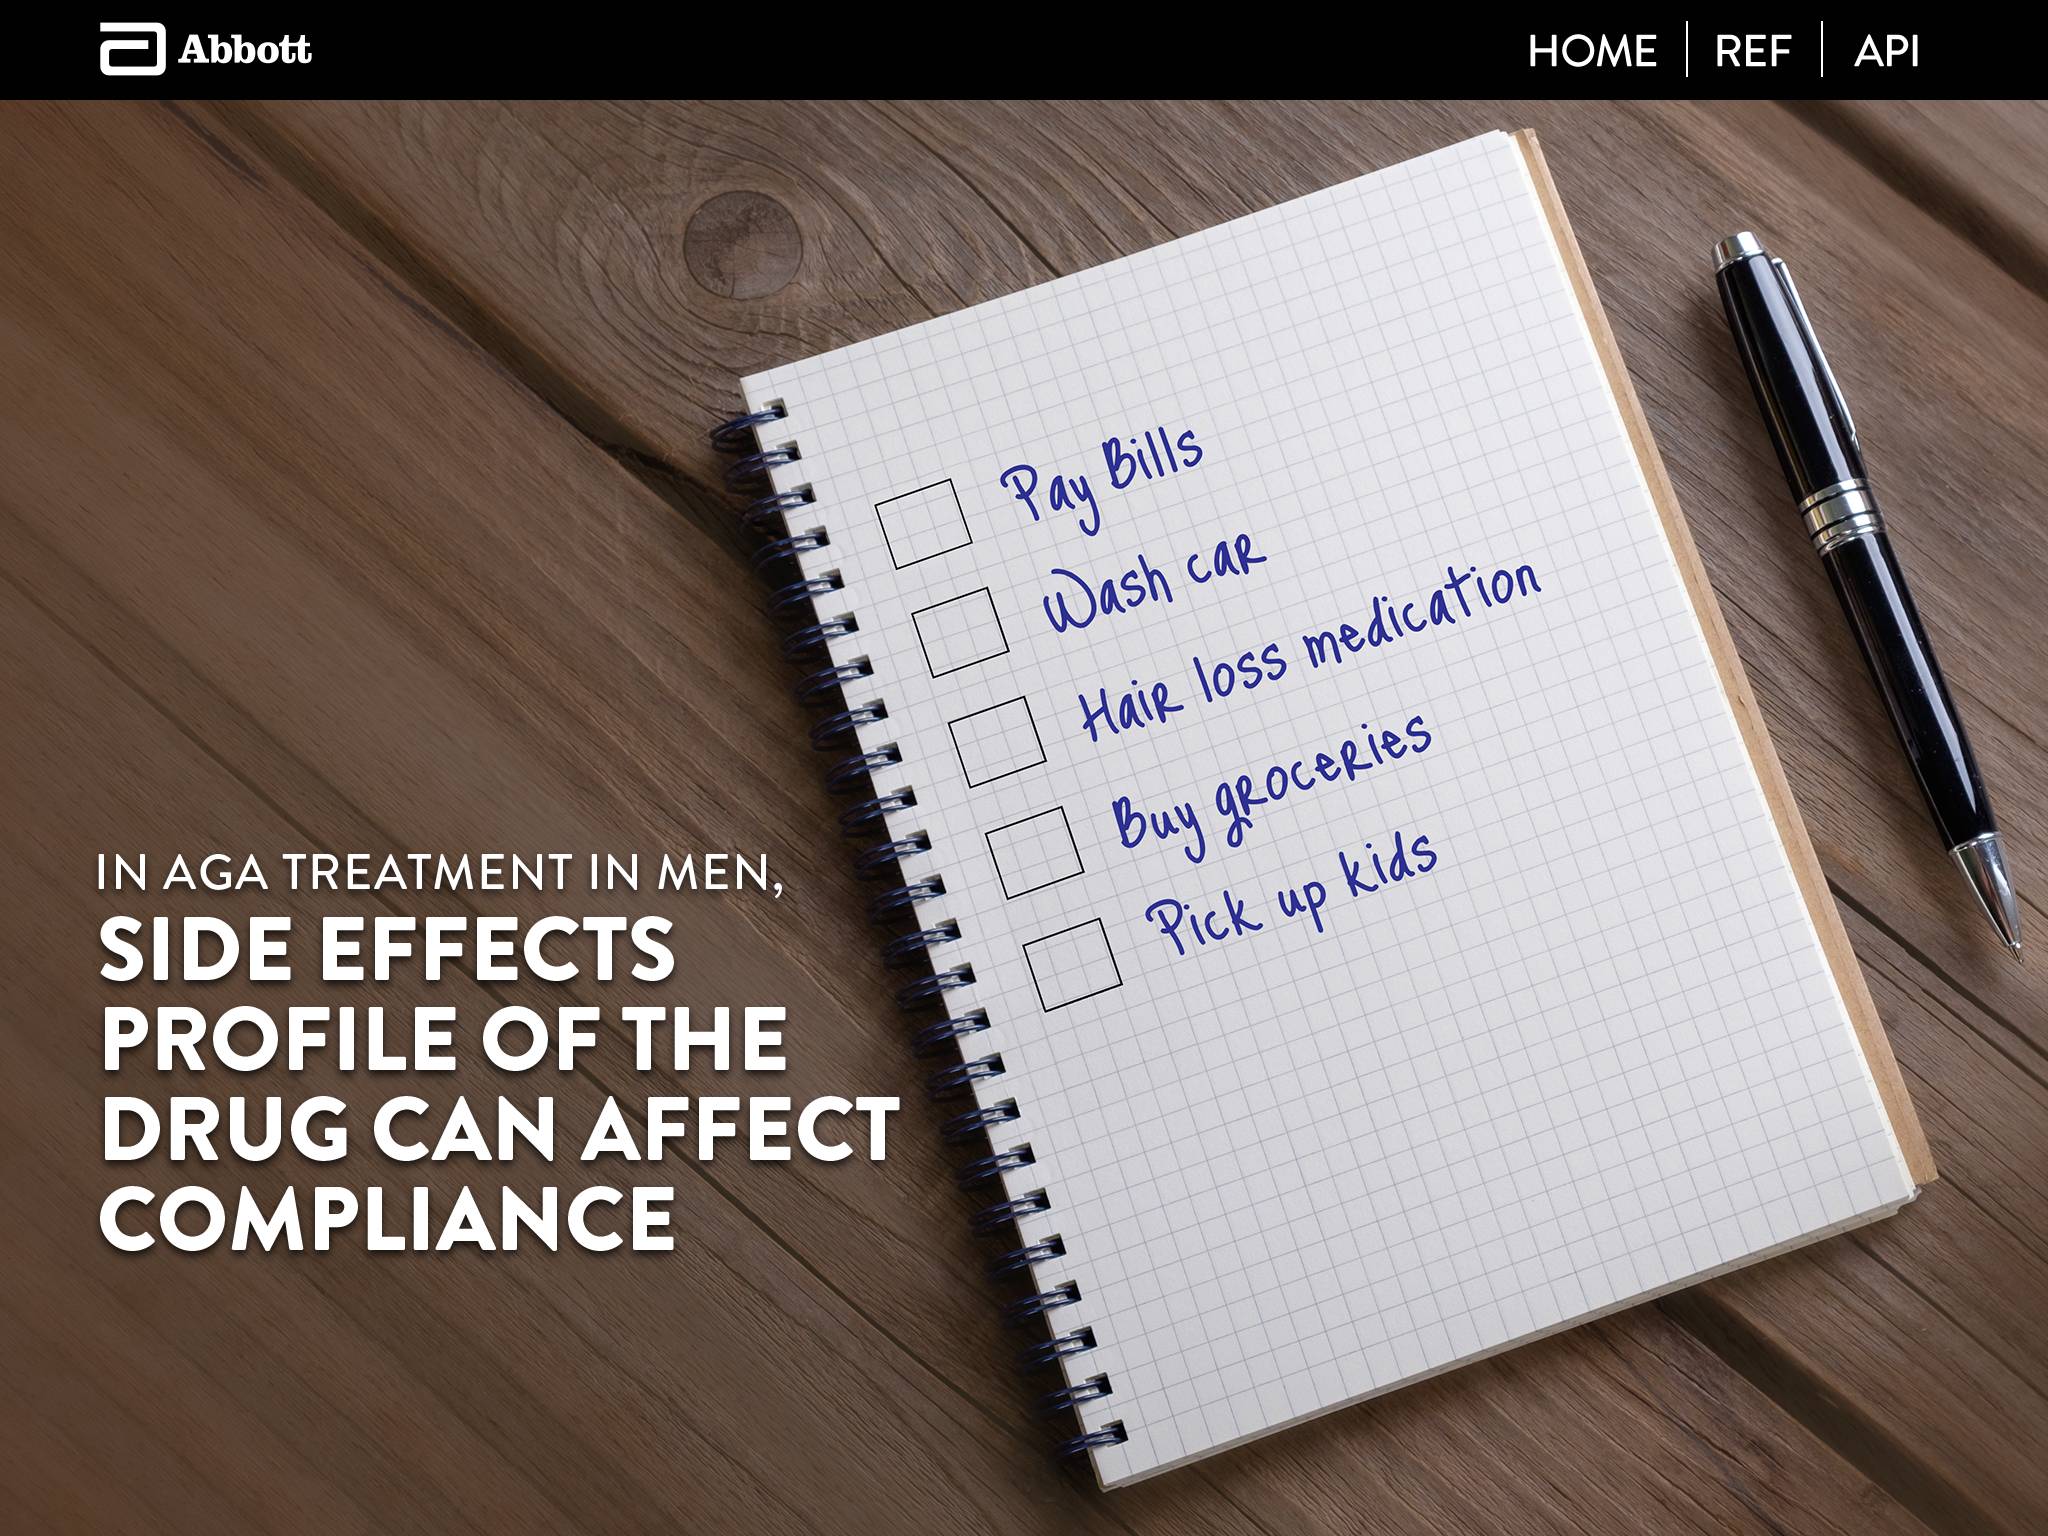 Abbott
HOME
REF
API
Pay Bills
Wash car
Hair loss medication
Buy groceries
Pick up kids
IN AGA TREATMENT IN MEN,
SIDE EFFECTS
PROFILE OF THE
DRUG CAN AFFECT
COMPLIANCE